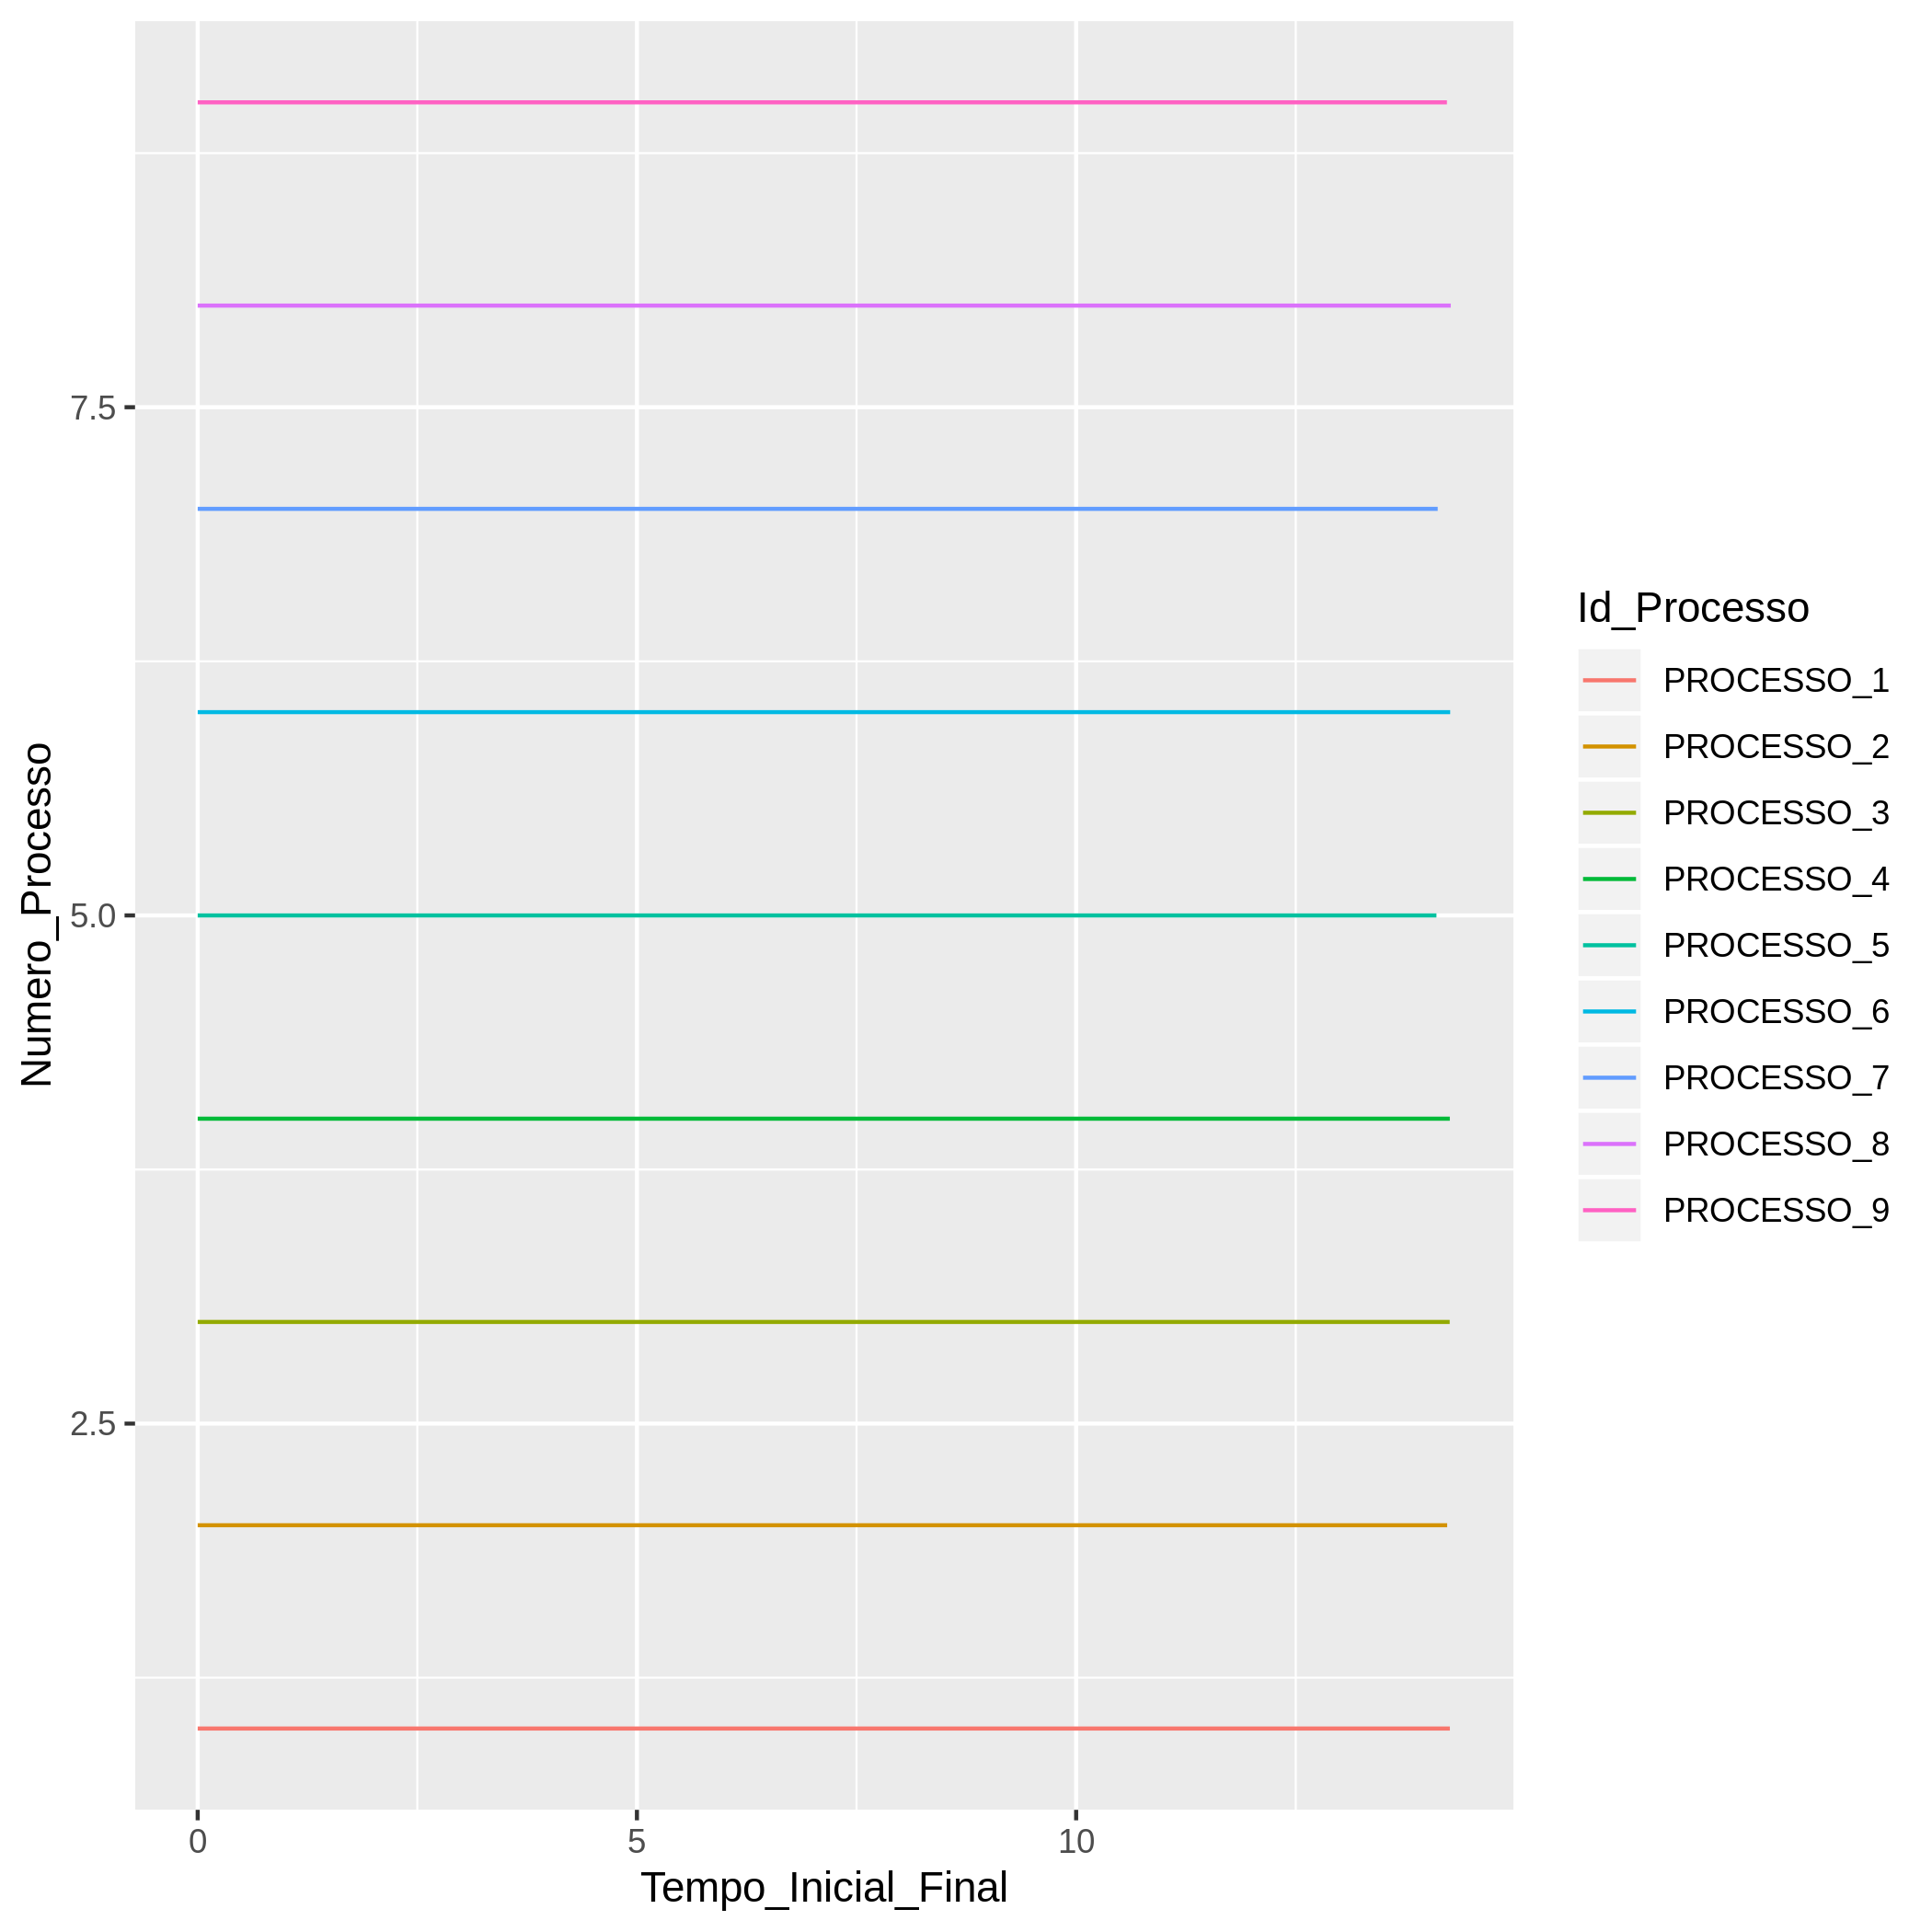 Numero_Processo
7.5
5.0
2.5
0 5 10
Tempo_Inicial_Final
Id_Processo
PROCESSO_1
PROCESSO_2
PROCESSO_3
PROCESSO_4
PROCESSO_5
PROCESSO_6
PROCESSO_7
PROCESSO_8
PROCESSO_9